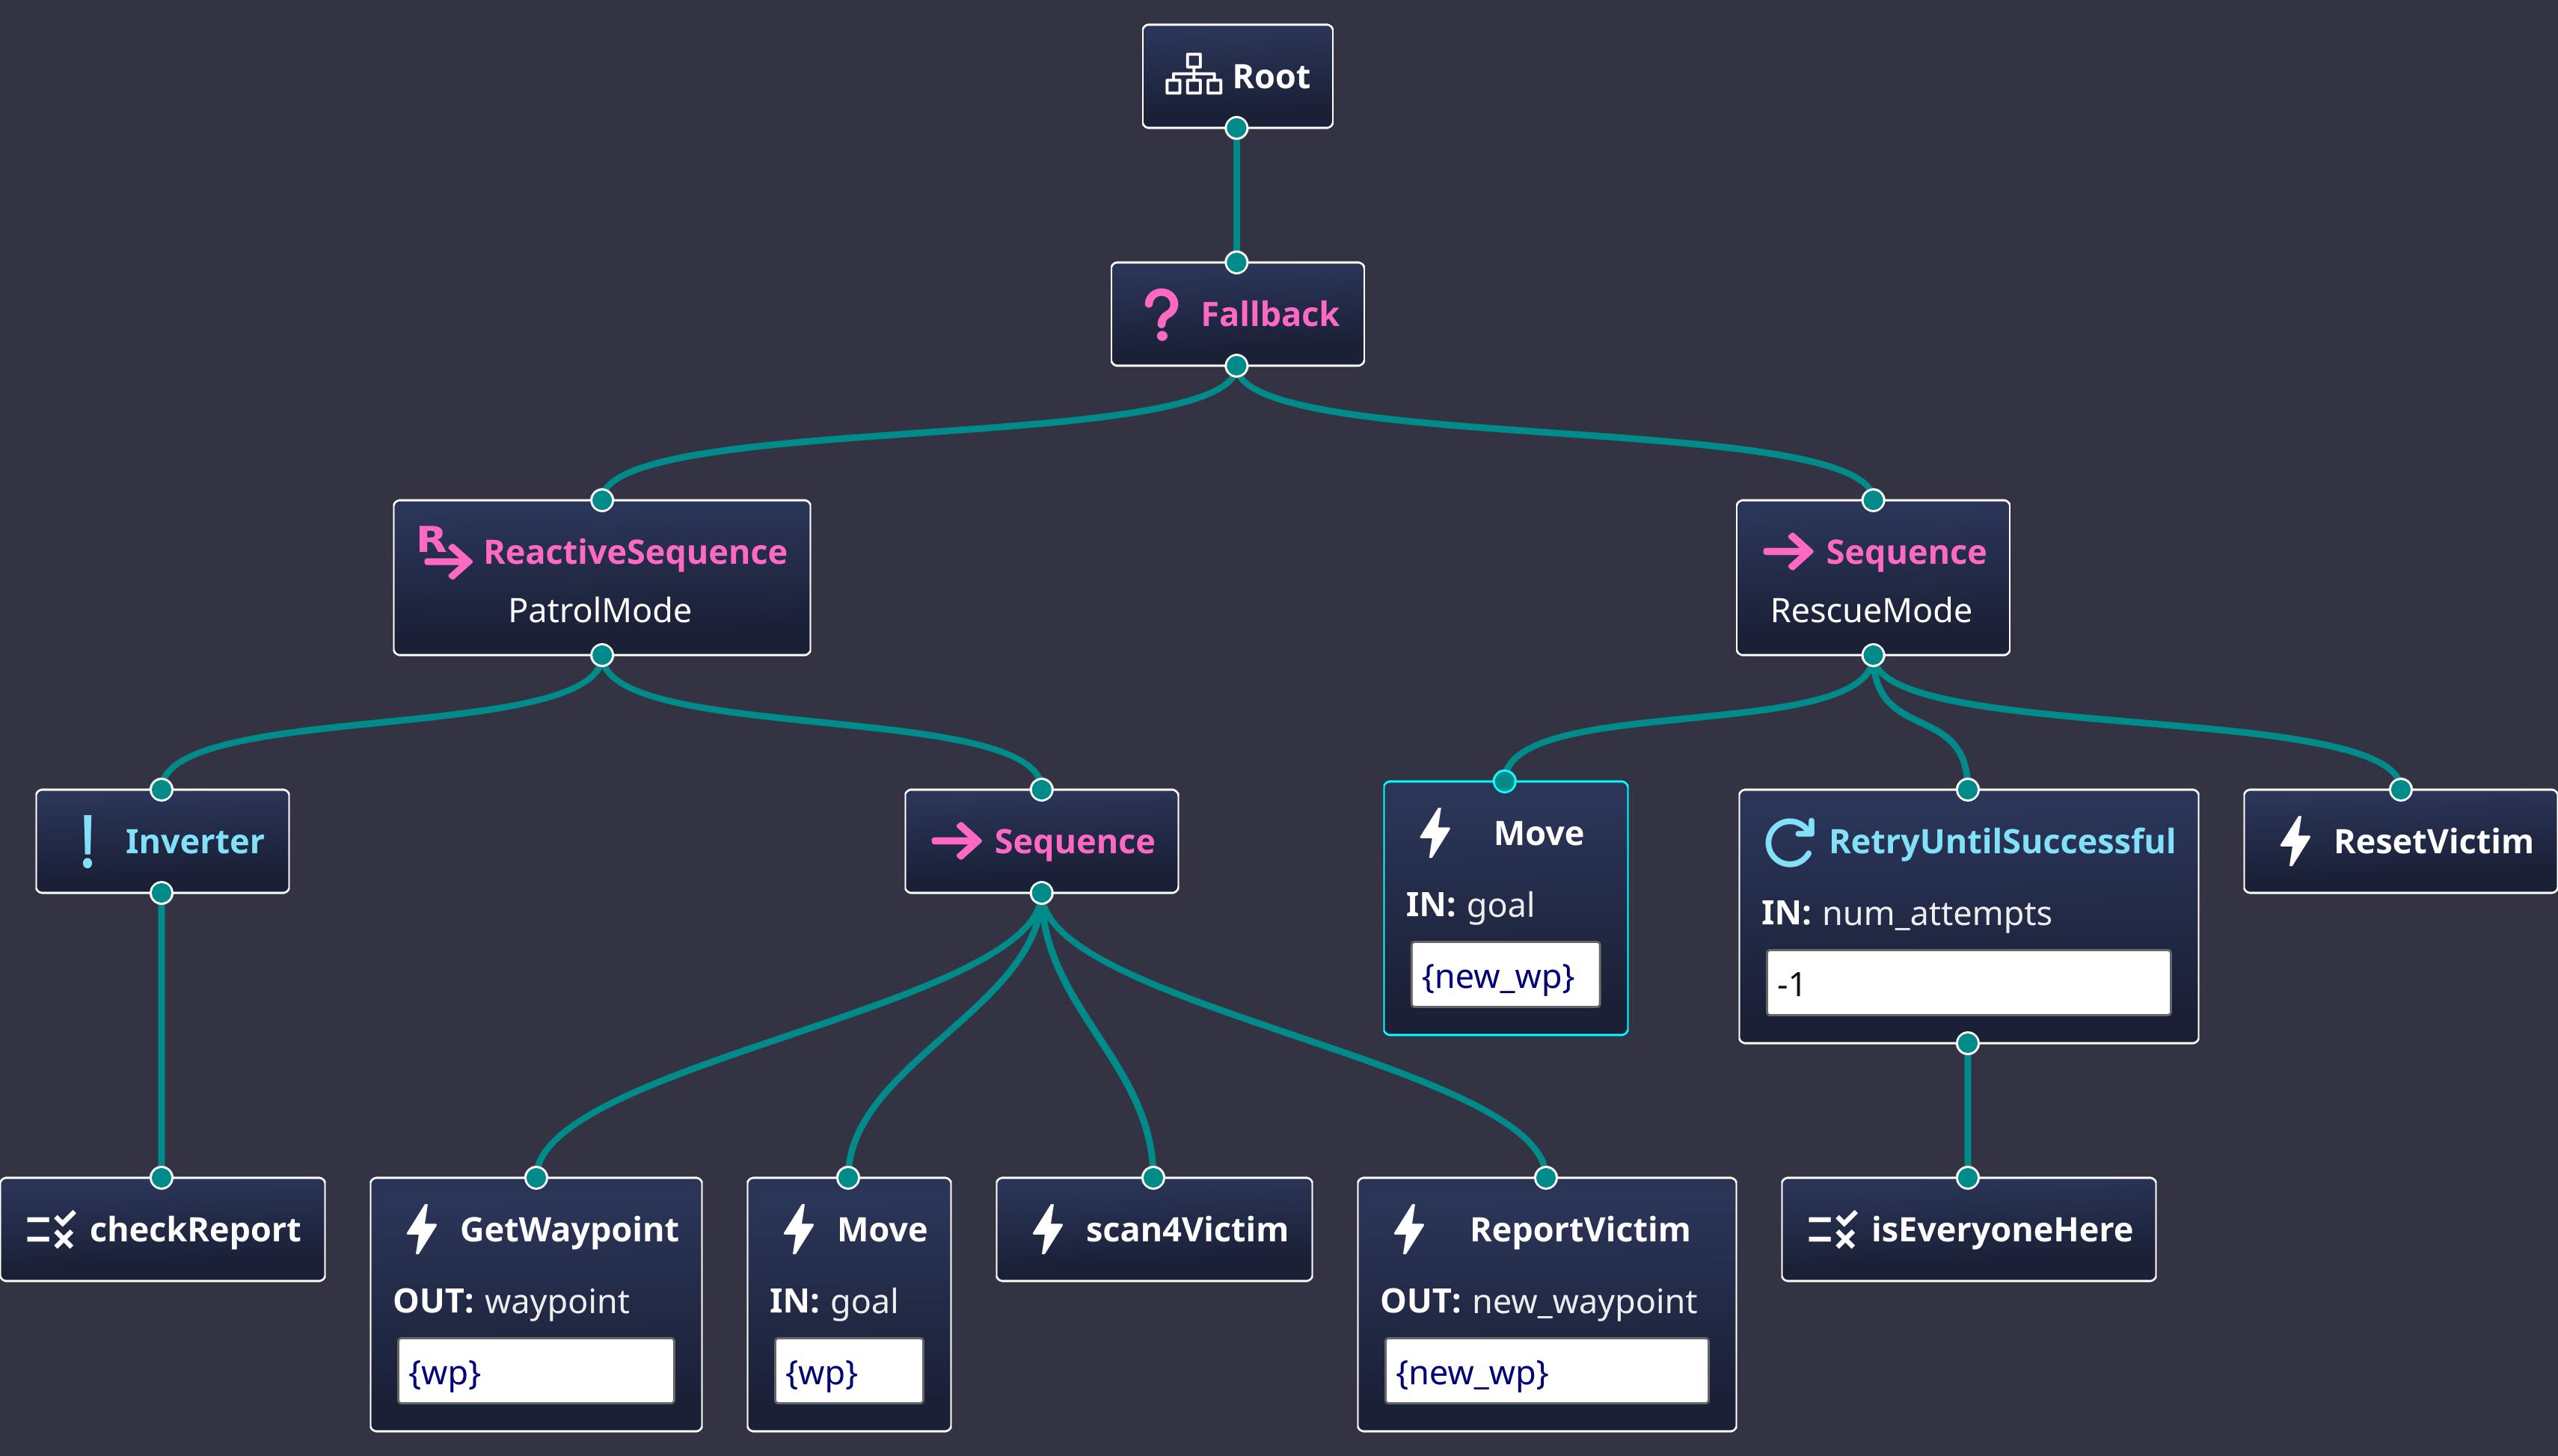 Root
Fallback
ReactiveSequence
PatrolMode
Sequence
RescueMode
Inverter
Sequence
Move
IN: goal
{new_wp}
RetryUntilSuccessful
IN: num_attempts
-1
ResetVictim
checkReport
GetWaypoint
OUT: waypoint
{wp}
Move
IN: goal
{wp}
scan4Victim
ReportVictim
OUT: new_waypoint
{new_wp}
isEveryoneHere